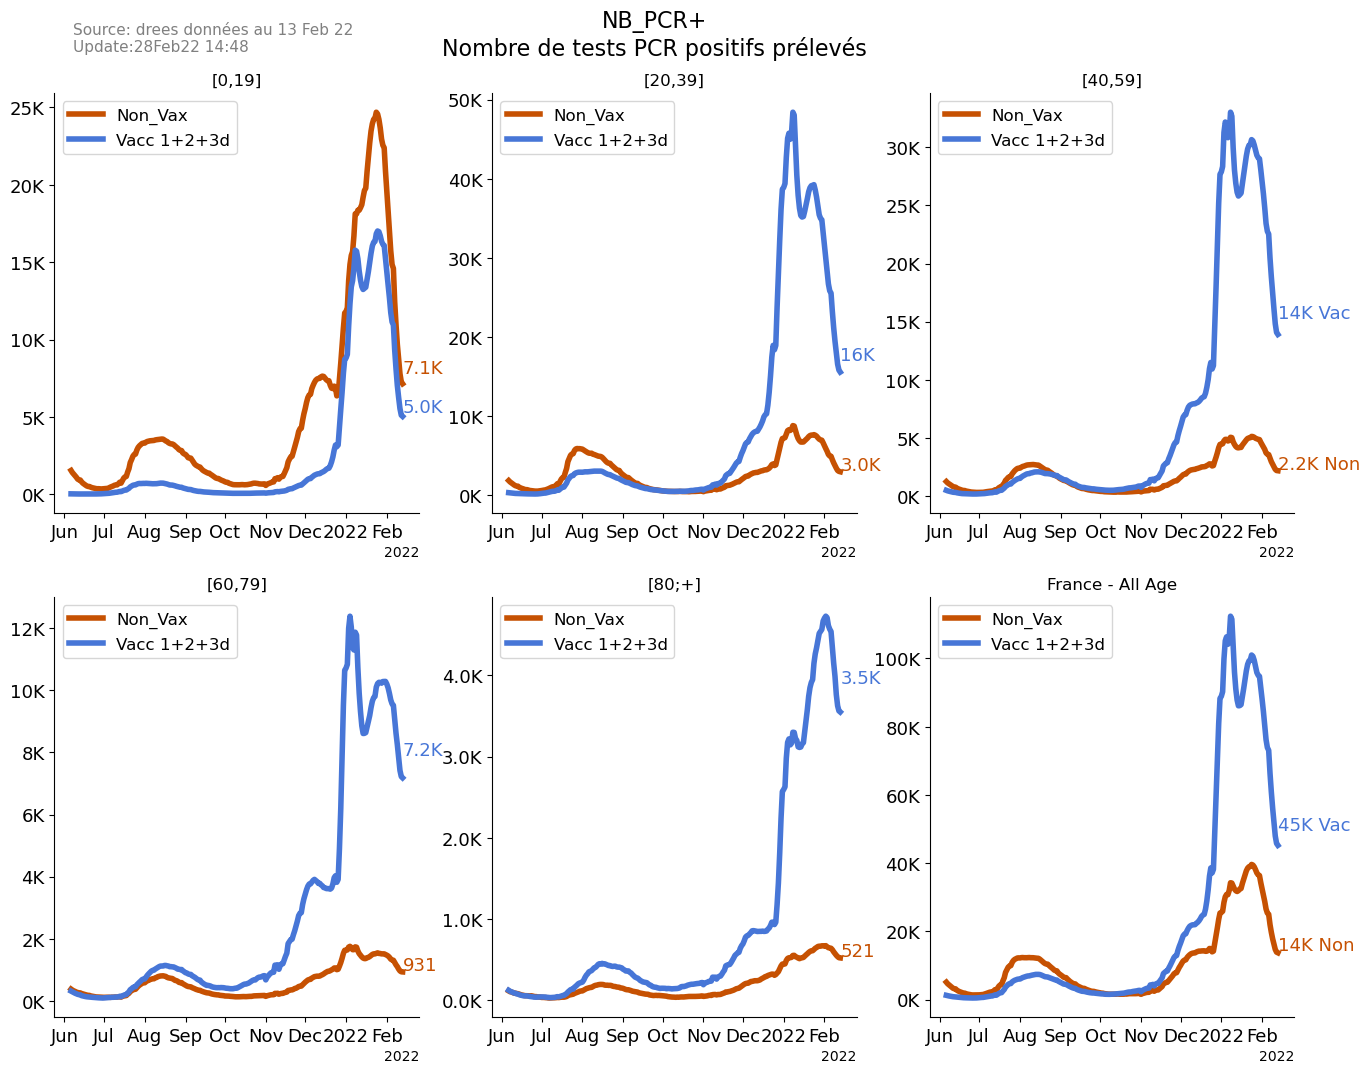 Source: drees données au 13 Feb 22
Update:28Feb22 14:48
NB_PCR+
Nombre de tests PCR positifs prélevés
[0,19]
Non_Vax
Vacc 1+2+3d
25K
20K
15K
10K
5K
0K
7.1K
5.0K
Jun Jul Aug Sep Oct Nov Dec 2022 Feb
2022
[20,39]
Non_Vax
Vacc 1+2+3d
50K
40K
30K
20K
10K
0K
16K
3.0K
Jun Jul Aug Sep Oct Nov Dec 2022 Feb
2022
[40,59]
Non_Vax
Vacc 1+2+3d
30K
25K
20K
15K
10K
5K
0K
14K Vac
2.2K Non
Jun Jul Aug Sep Oct Nov Dec 2022 Feb
2022
[60,79]
Non_Vax
Vacc 1+2+3d
12K
10K
8K
6K
4K
2K
0K
7.2K
931
Jun Jul Aug Sep Oct Nov Dec 2022 Feb
2022
[80;+]
Non_Vax
Vacc 1+2+3d
4.0K
3.0K
2.0K
1.0K
0.0K
3.5K
521
Jun Jul Aug Sep Oct Nov Dec 2022 Feb
2022
France - All Age
Non_Vax
Vacc 1+2+3d
100K
80K
60K
40K
20K
0K
45K Vac
14K Non
Jun Jul Aug Sep Oct Nov Dec 2022 Feb
2022